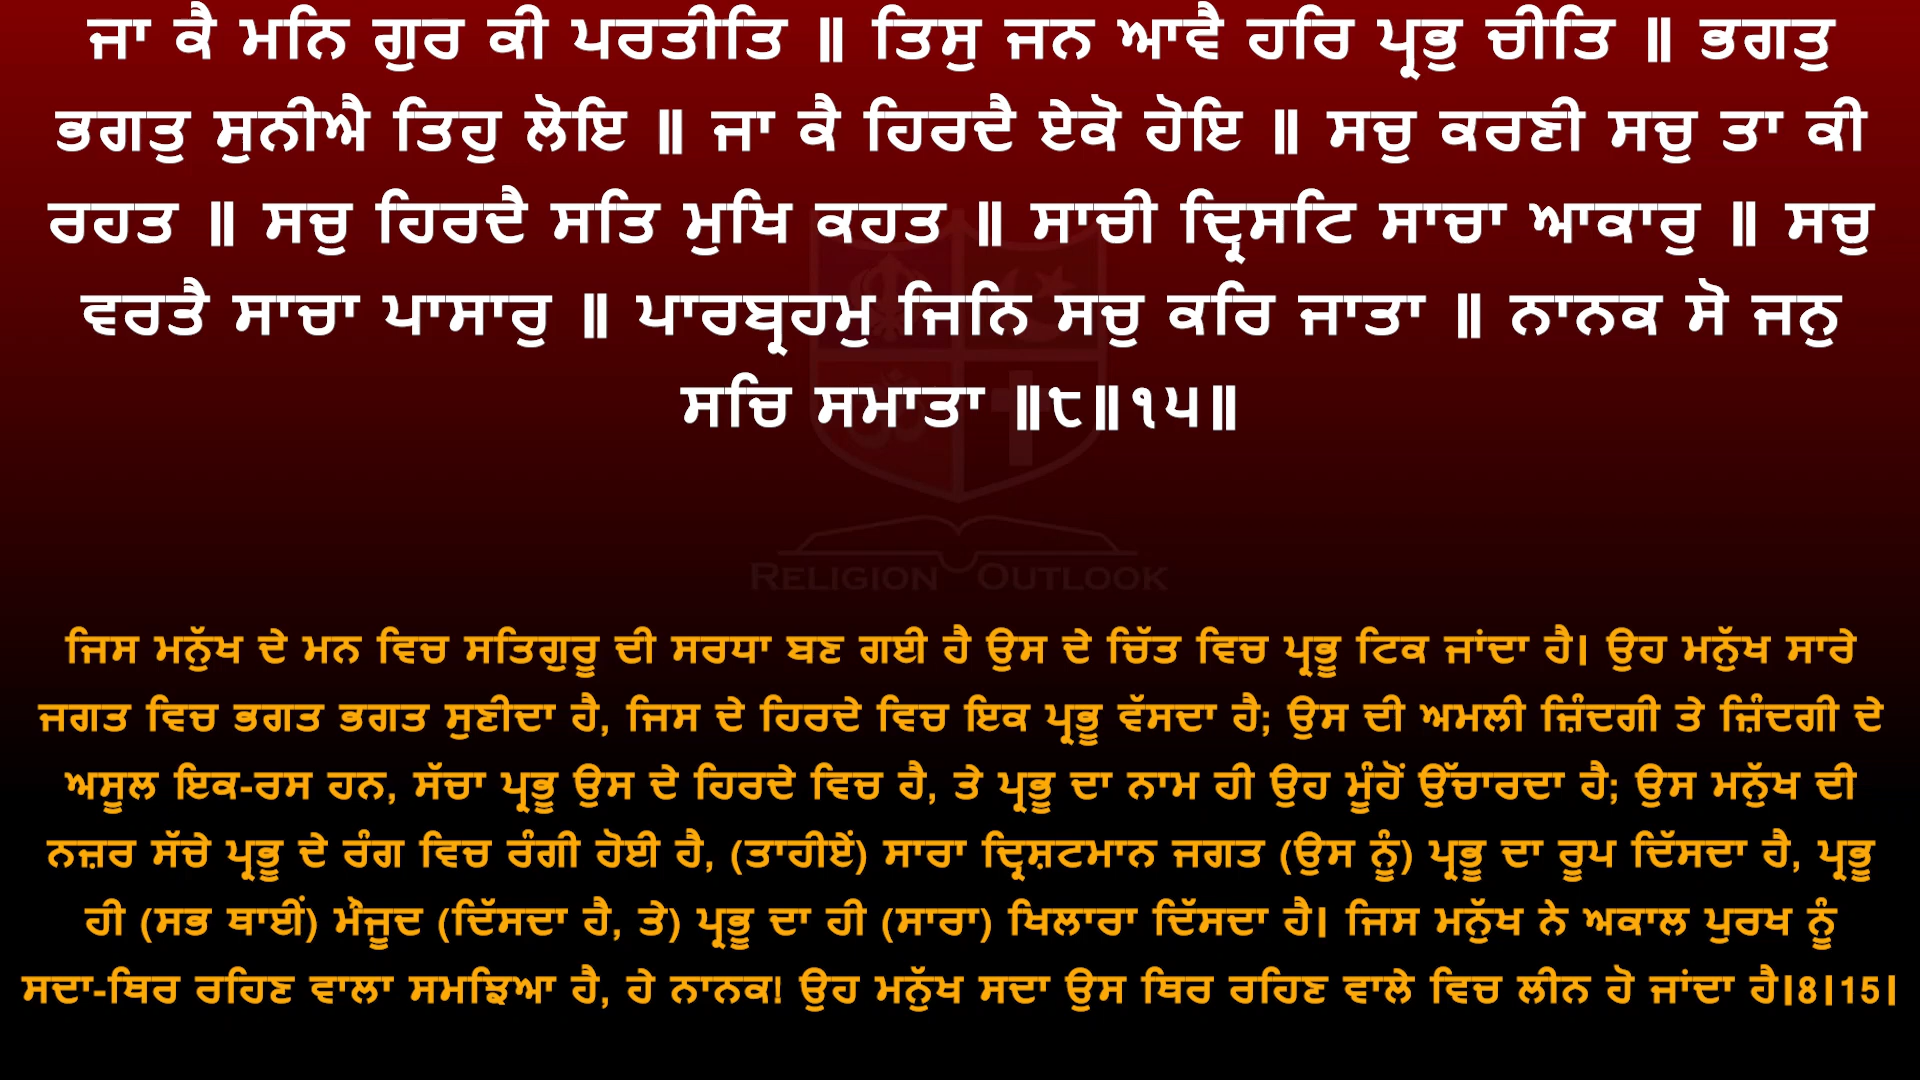 ਜਾ ਕੈ ਮਨਿ ਗੁਰ ਕੀ ਪਰਤੀਤਿ ॥ ਤਿਸੁ ਜਨ ਆਵੈ ਹਰਿ ਪ੍ਰਭੁ ਚੀਤਿ ॥ ਭਗਤੁ
ਭਗਤੁ ਸੁਨੀਐ ਤਿਹੁ ਲੋਇ ॥ ਜਾ ਕੈ ਹਿਰਦੈ ਏਕੋ ਹੋਇ ॥ ਸਚੁ ਕਰਣੀ ਸਚੁ ਤਾ ਕੀ
ਰਹਤ ॥ ਸਚੁ ਹਿਰਦੈ ਸਤਿ ਮੁਖਿ ਕਹਤ ॥ ਸਾਚੀ ਦ੍ਰਿਸਟਿ ਸਾਚਾ ਆਕਾਰੁ ॥ ਸਚੁ
ਵਰਤੈ ਸਾਚਾ ਪਾਸਾਰੁ ॥ ਪਾਰਬ੍ਰਹਮੁ ਜਿਨਿ ਸਚੁ ਕਰਿ ਜਾਤਾ ॥ ਨਾਨਕ ਸੋ ਜਨੁ
ਸਚਿ ਸਮਾਤਾ ॥੮॥੧੫॥
RELIGION OUTLOOK
ਜਿਸ ਮਨੁੱਖ ਦੇ ਮਨ ਵਿਚ ਸਤਿਗੁਰੂ ਦੀ ਸਰਧਾ ਬਣ ਗਈ ਹੈ ਉਸ ਦੇ ਚਿੱਤ ਵਿਚ ਪ੍ਰਭੂ ਟਿਕ ਜਾਂਦਾ ਹੈ। ਉਹ ਮਨੁੱਖ ਸਾਰੇ
ਜਗਤ ਵਿਚ ਭਗਤ ਭਗਤ ਸੁਣੀਦਾ ਹੈ, ਜਿਸ ਦੇ ਹਿਰਦੇ ਵਿਚ ਇਕ ਪ੍ਰਭੂ ਵੱਸਦਾ ਹੈ; ਉਸ ਦੀ ਅਮਲੀ ਜ਼ਿੰਦਗੀ ਤੇ ਜ਼ਿੰਦਗੀ ਦੇ
ਅਸੂਲ ਇਕ-ਰਸ ਹਨ, ਸੱਚਾ ਪ੍ਰਭੂ ਉਸ ਦੇ ਹਿਰਦੇ ਵਿਚ ਹੈ, ਤੇ ਪ੍ਰਭੂ ਦਾ ਨਾਮ ਹੀ ਉਹ ਮੂੰਹੋਂ ਉੱਚਾਰਦਾ ਹੈ; ਉਸ ਮਨੁੱਖ ਦੀ
ਨਜ਼ਰ ਸੱਚੇ ਪ੍ਰਭੂ ਦੇ ਰੰਗ ਵਿਚ ਰੰਗੀ ਹੋਈ ਹੈ, (ਤਾਹੀਏਂ) ਸਾਰਾ ਦ੍ਰਿਸ਼ਟਮਾਨ ਜਗਤ (ਉਸ ਨੂੰ) ਪ੍ਰਭੂ ਦਾ ਰੂਪ ਦਿੱਸਦਾ ਹੈ, ਪ੍ਰਭੂ
ਹੀ (ਸਭ ਥਾਈਂ) ਮੌਜੂਦ (ਦਿੱਸਦਾ ਹੈ, ਤੇ) ਪ੍ਰਭੂ ਦਾ ਹੀ (ਸਾਰਾ) ਖਿਲਾਰਾ ਦਿੱਸਦਾ ਹੈ। ਜਿਸ ਮਨੁੱਖ ਨੇ ਅਕਾਲ ਪੁਰਖ ਨੂੰ
ਸਦਾ-ਥਿਰ ਰਹਿਣ ਵਾਲਾ ਸਮਝਿਆ ਹੈ, ਹੇ ਨਾਨਕ! ਉਹ ਮਨੁੱਖ ਸਦਾ ਉਸ ਥਿਰ ਰਹਿਣ ਵਾਲੇ ਵਿਚ ਲੀਨ ਹੋ ਜਾਂਦਾ ਹੈ।8।15।